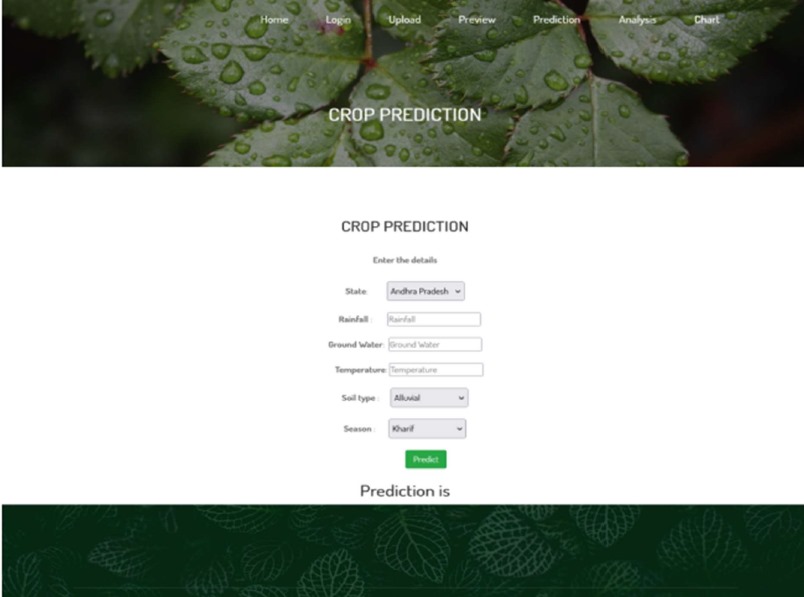 Home Login Upload Preview Prediction Analysis Chart
CROP PREDICTION
CROP PREDICTION
Enter the details
State: Andhra Pradesh
Rainfall : Rainfall
Ground Water: Ground Water
Temperature: Temperature
Soil type : Alluvial
Season : Kharif
Predict
Prediction is